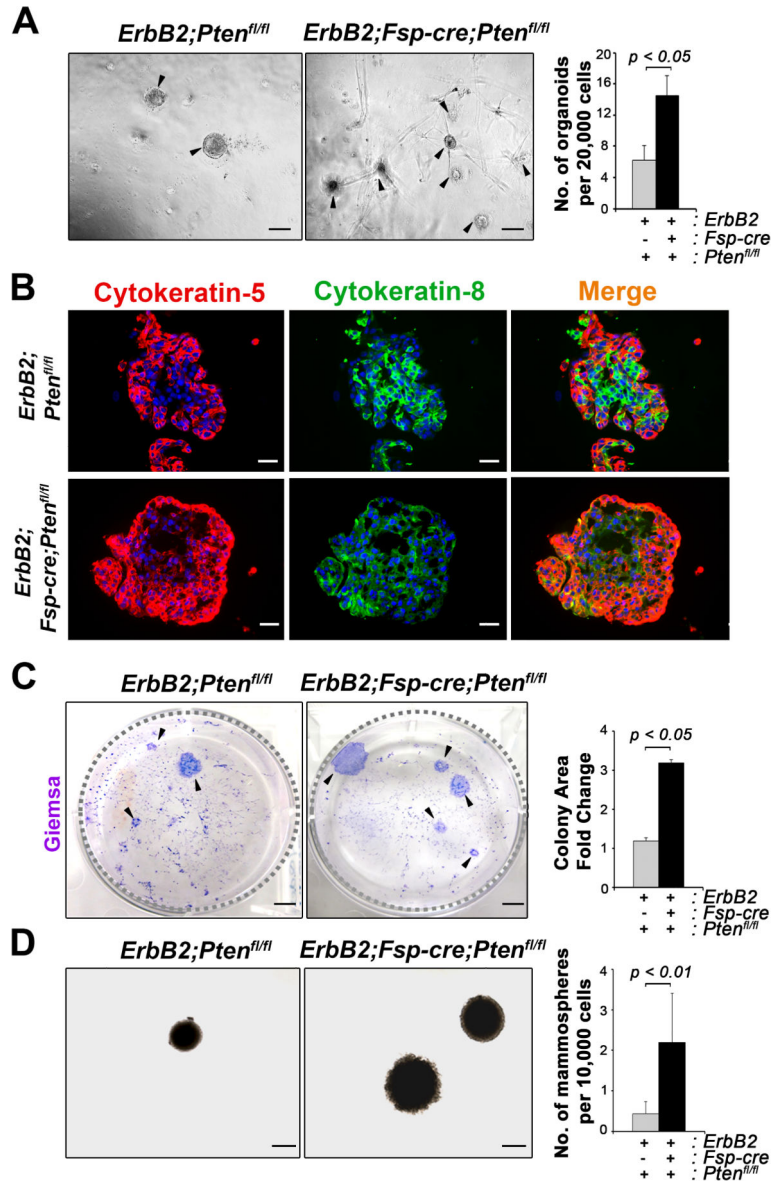 A
ErbB2;Pten^fl/fl
ErbB2;Fsp-cre;Pten^fl/fl
No. of organoids
per 20,000 cells
p < 0.05
20
16
12
8
4
0
+ + : ErbB2
- + : Fsp-cre
+ + : Pten^fl/fl
B
Cytokeratin-5
Cytokeratin-8
Merge
ErbB2;
Pten^fl/fl
ErbB2;
Fsp-cre;Pten^fl/fl
C
ErbB2;Pten^fl/fl
ErbB2;Fsp-cre;Pten^fl/fl
Giemsa
Colony Area
Fold Change
p < 0.05
4
3
2
1
0
+ + : ErbB2
- + : Fsp-cre
+ + : Pten^fl/fl
D
ErbB2;Pten^fl/fl
ErbB2;Fsp-cre;Pten^fl/fl
No. of mammospheres
per 10,000 cells
p < 0.01
4
3
2
1
0
+ + : ErbB2
- + : Fsp-cre
+ + : Pten^fl/fl